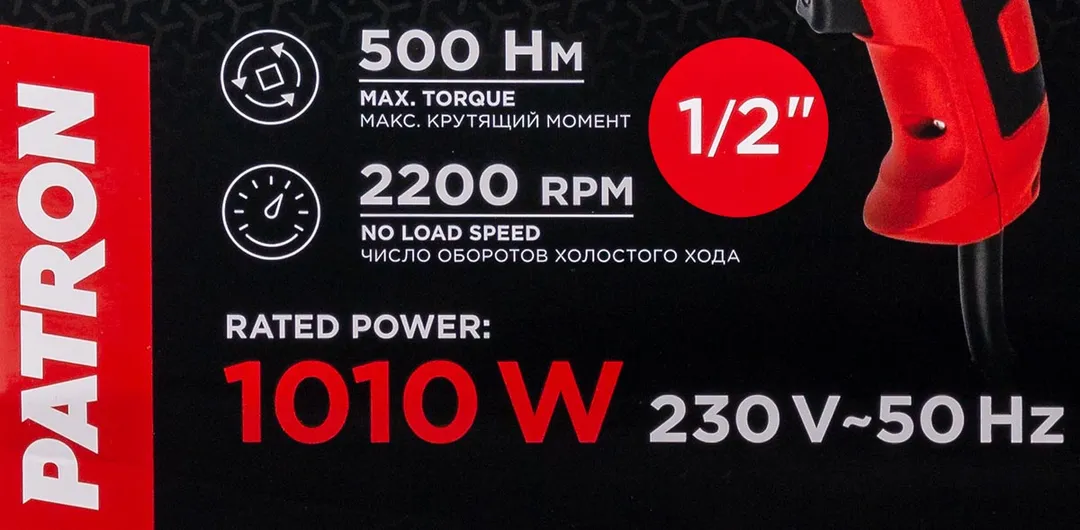 PATRON
500 Нм
MAX. TORQUE
МАКС. КРУТЯЩИЙ МОМЕНТ
1/2"
2200 RPM
NO LOAD SPEED
ЧИСЛО ОБОРОТОВ ХОЛОСТОГО ХОДА
RATED POWER:
1010 W 230 V~50 Hz